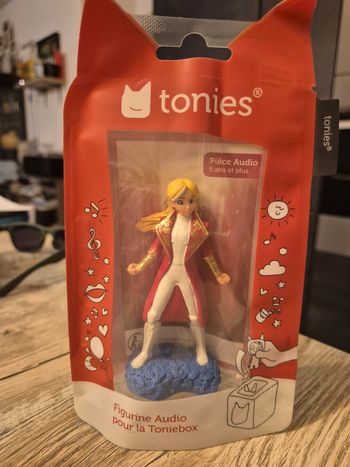 tonies®
tonies®
Pièce Audio
5 ans et plus
Figurine Audio
pour la Toniebox